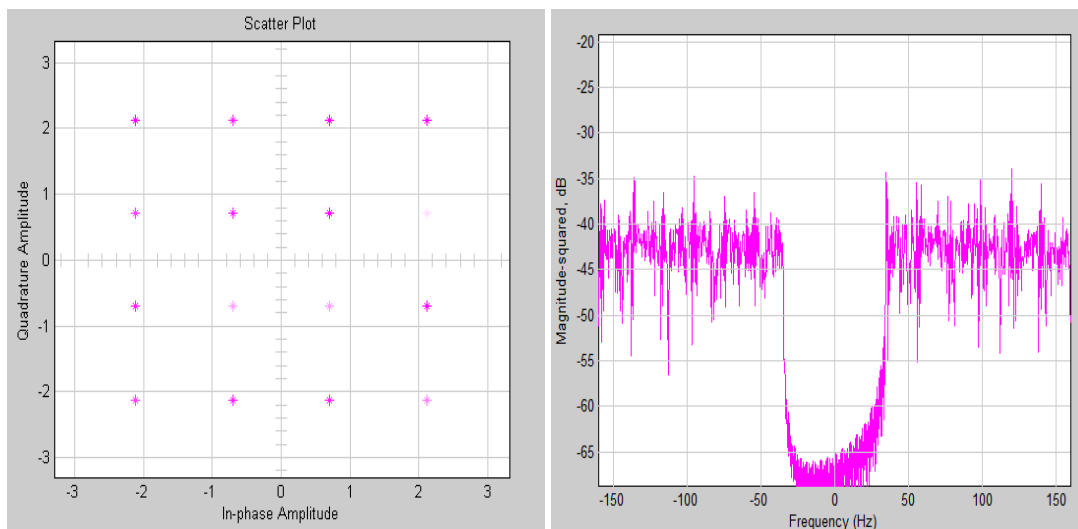 Scatter Plot
3
2
1
0
-1
-2
-3
Quadrature Amplitude
-3 -2 -1 0 1 2 3
In-phase Amplitude
-20
-25
-30
-35
-40
-45
-50
-55
-60
-65
Magnitude-squared, dB
-150 -100 -50 0 50 100 150
Frequency (Hz)